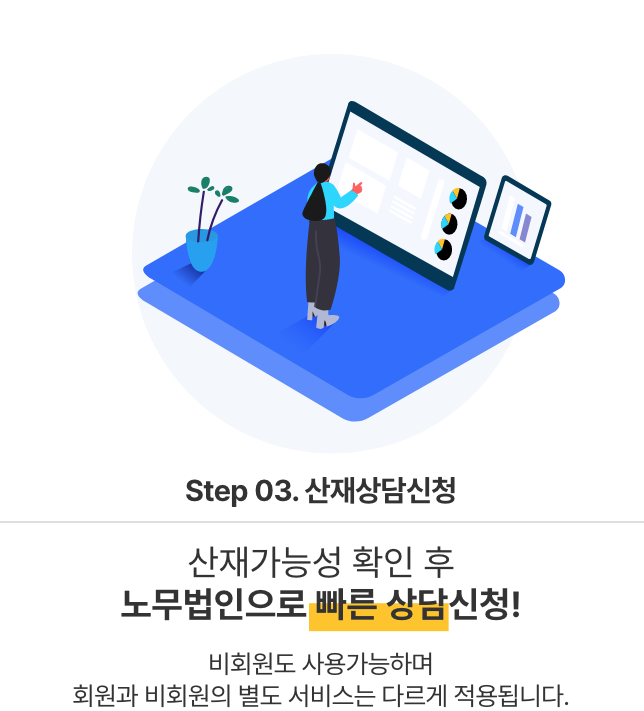 Step 03. 산재상담신청
산재가능성 확인 후
노무법인으로 빠른 상담신청!
비회원도 사용가능하며
회원과 비회원의 별도 서비스는 다르게 적용됩니다.